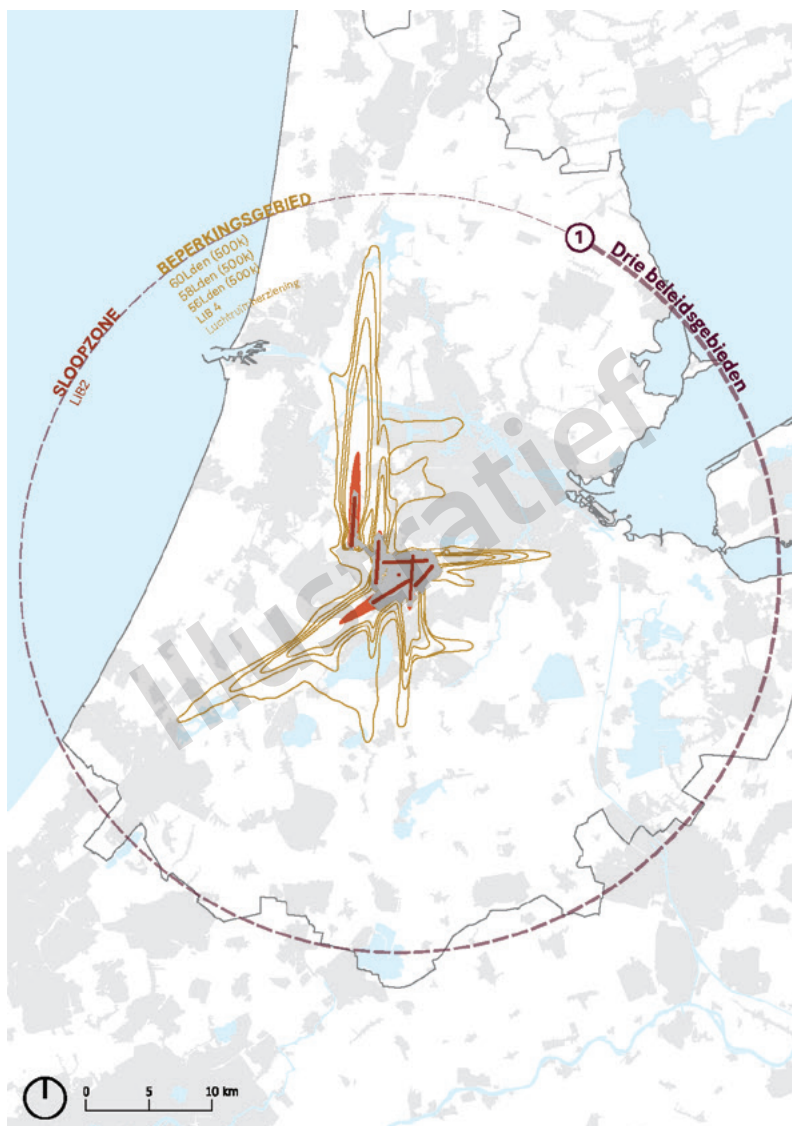 BEPERKINGSGEBIED
60Lden (500k)
58Lden (500k)
56Lden (500k)
LIB 4
Luchtruimherziening
1
Drie beleidsgebieden
SLOOPZONE
LIB2
Illustratief
0 5 10 km